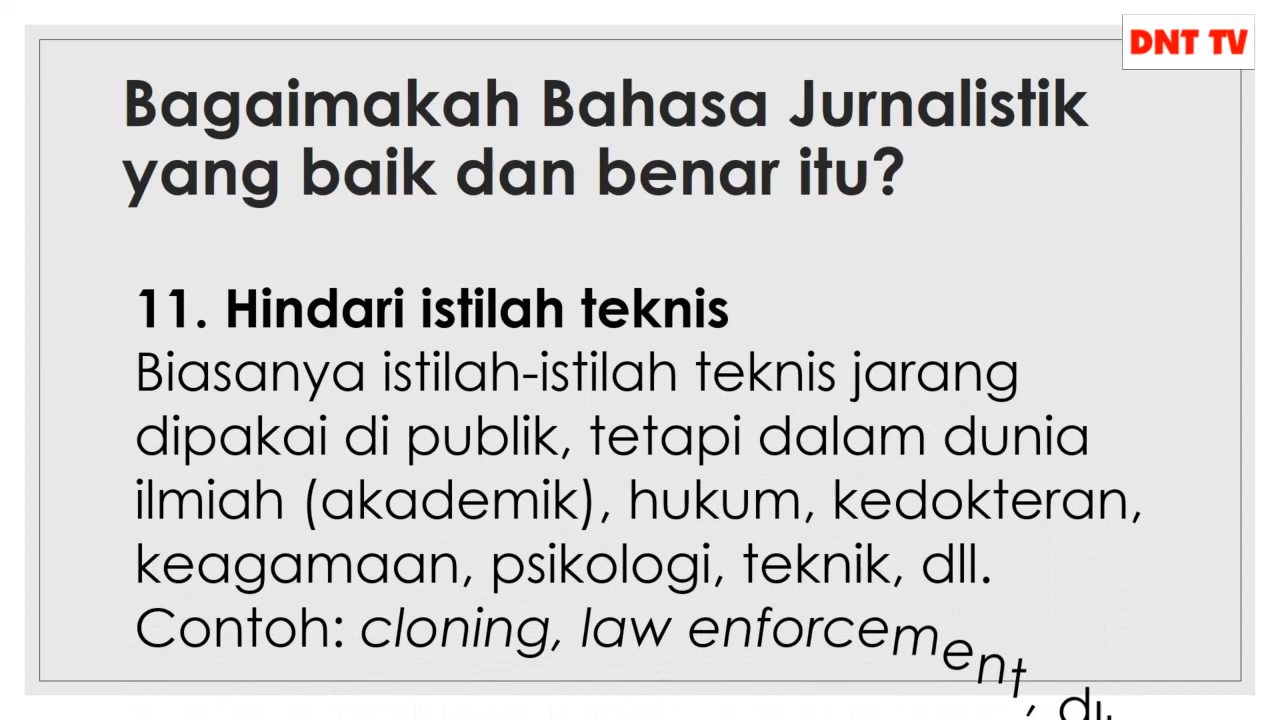 DNT TV
Bagaimakah Bahasa Jurnalistik
yang baik dan benar itu?
11. Hindari istilah teknis
Biasanya istilah-istilah teknis jarang
dipakai di publik, tetapi dalam dunia
ilmiah (akademik), hukum, kedokteran,
keagamaan, psikologi, teknik, dll.
Contoh: cloning, law enforcement,